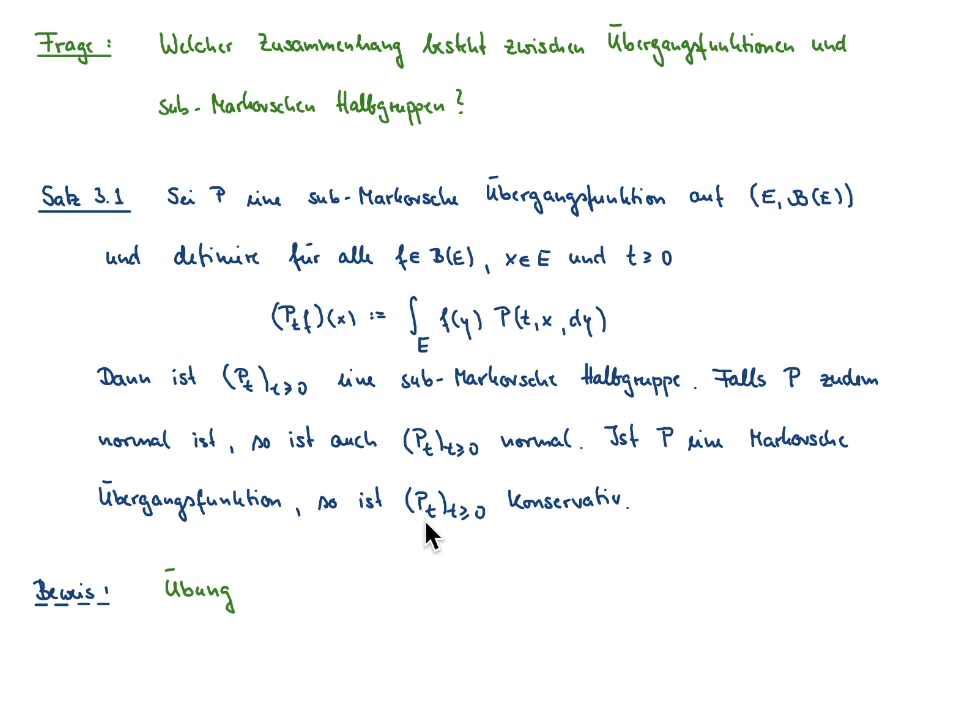 Frage: Welcher Zusammenhang besteht zwischen Übergangsfunktionen und
sub-Markovschen Halbgruppen?
Satz 3.1 Sei P eine sub-Markovsche Übergangsfunktion auf (E, B(E))
und definiere für alle f ∈ B(E), x ∈ E und t ≥ 0
(P_t f)(x) := ∫_E f(y) P(t, x, dy)
Dann ist (P_t)_{t≥0} eine sub-Markovsche Halbgruppe. Falls P zudem
normal ist, so ist auch (P_t)_{t≥0} normal. Ist P eine Markovsche
Übergangsfunktion, so ist (P_t)_{t≥0} konservativ.
Beweis: Übung